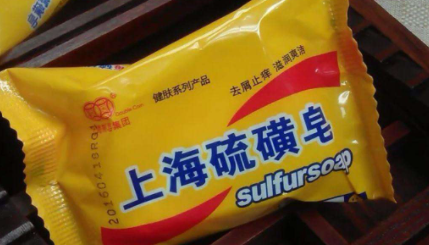 健肤系列产品
去屑止痒 滋润爽洁
上海硫磺皂
sulfursoap